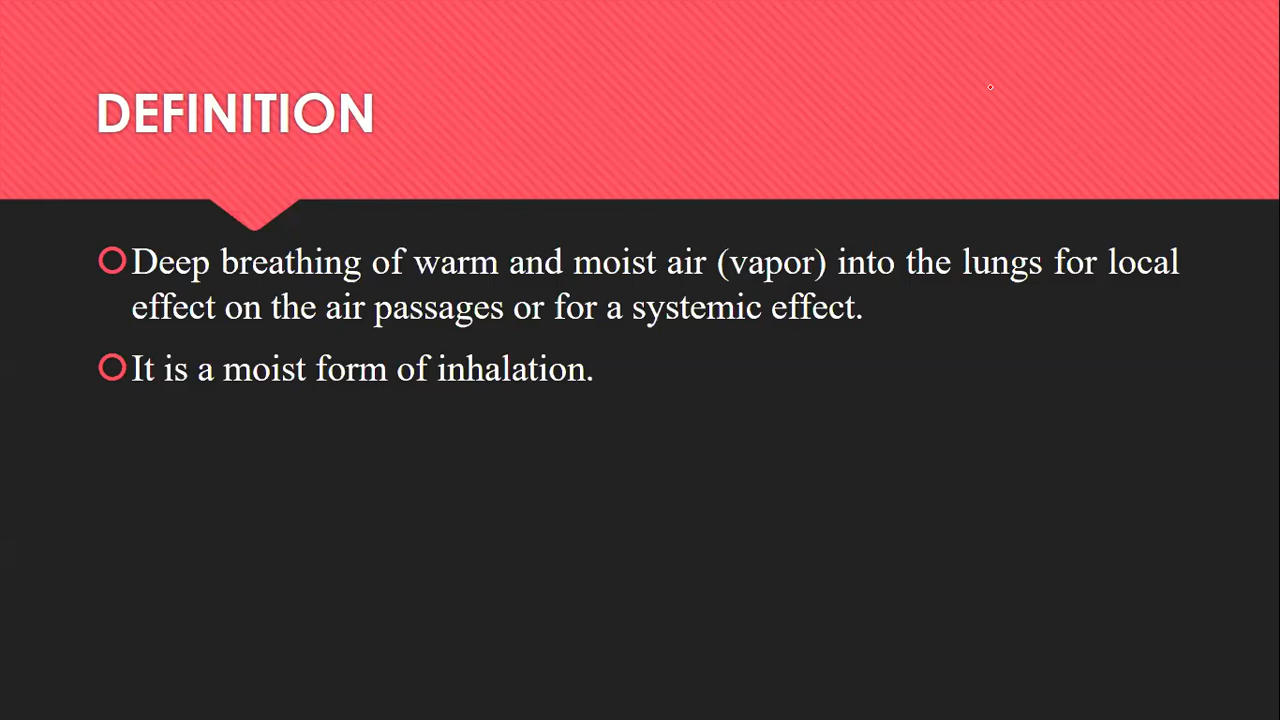 DEFINITION
Deep breathing of warm and moist air (vapor) into the lungs for local
effect on the air passages or for a systemic effect.
It is a moist form of inhalation.